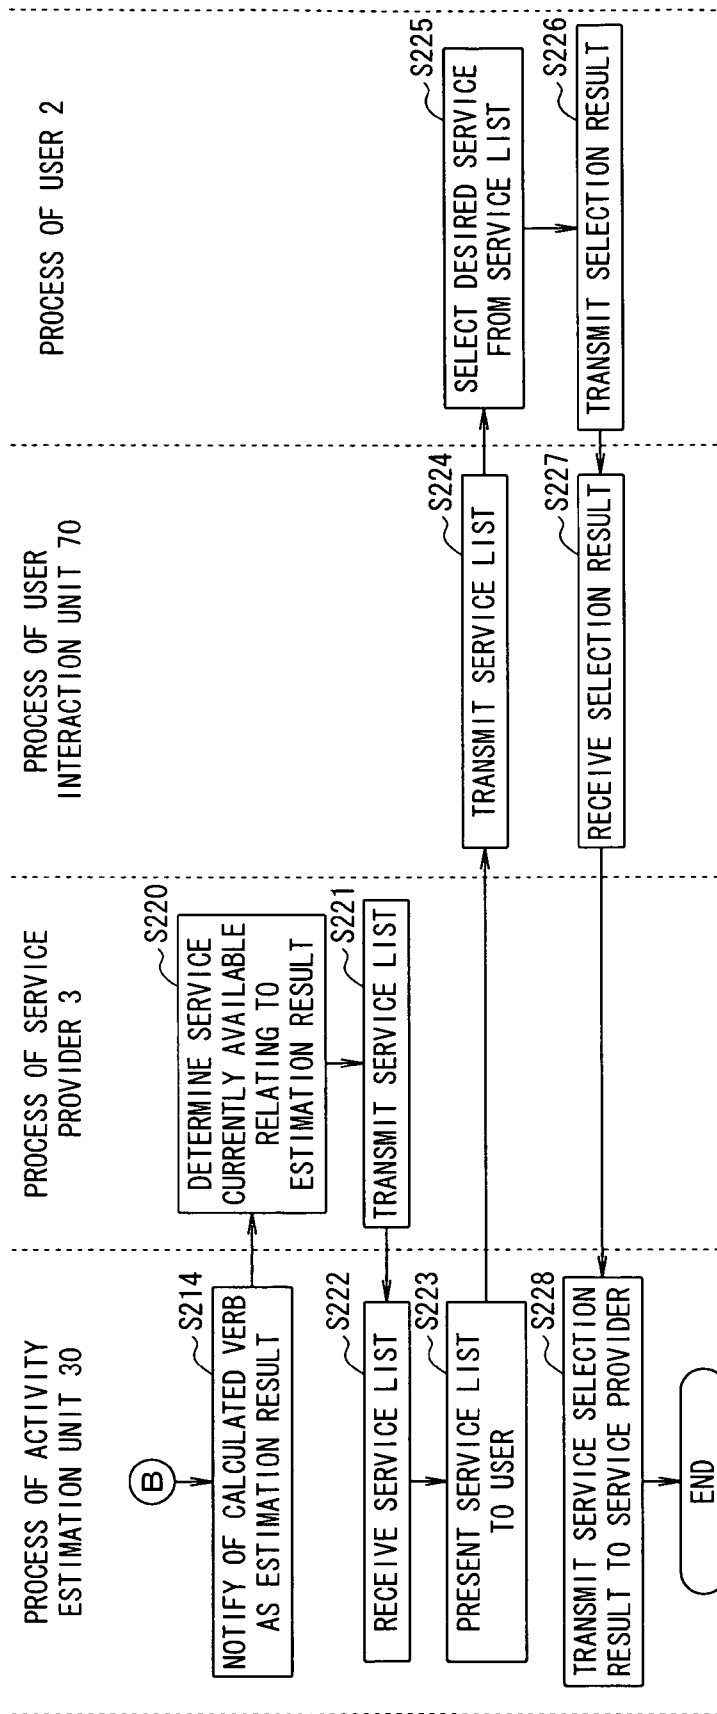 PROCESS OF ACTIVITY
ESTIMATION UNIT 30
PROCESS OF SERVICE
PROVIDER 3
PROCESS OF USER
INTERACTION UNIT 70
PROCESS OF USER 2
B
S214
NOTIFY OF CALCULATED VERB
AS ESTIMATION RESULT
S220
DETERMINE SERVICE
CURRENTLY AVAILABLE
RELATING TO
ESTIMATION RESULT
S221
TRANSMIT SERVICE LIST
S222
RECEIVE SERVICE LIST
S223
PRESENT SERVICE LIST
TO USER
S224
TRANSMIT SERVICE LIST
S225
SELECT DESIRED SERVICE
FROM SERVICE LIST
S226
TRANSMIT SELECTION RESULT
S227
RECEIVE SELECTION RESULT
S228
TRANSMIT SERVICE SELECTION
RESULT TO SERVICE PROVIDER
END